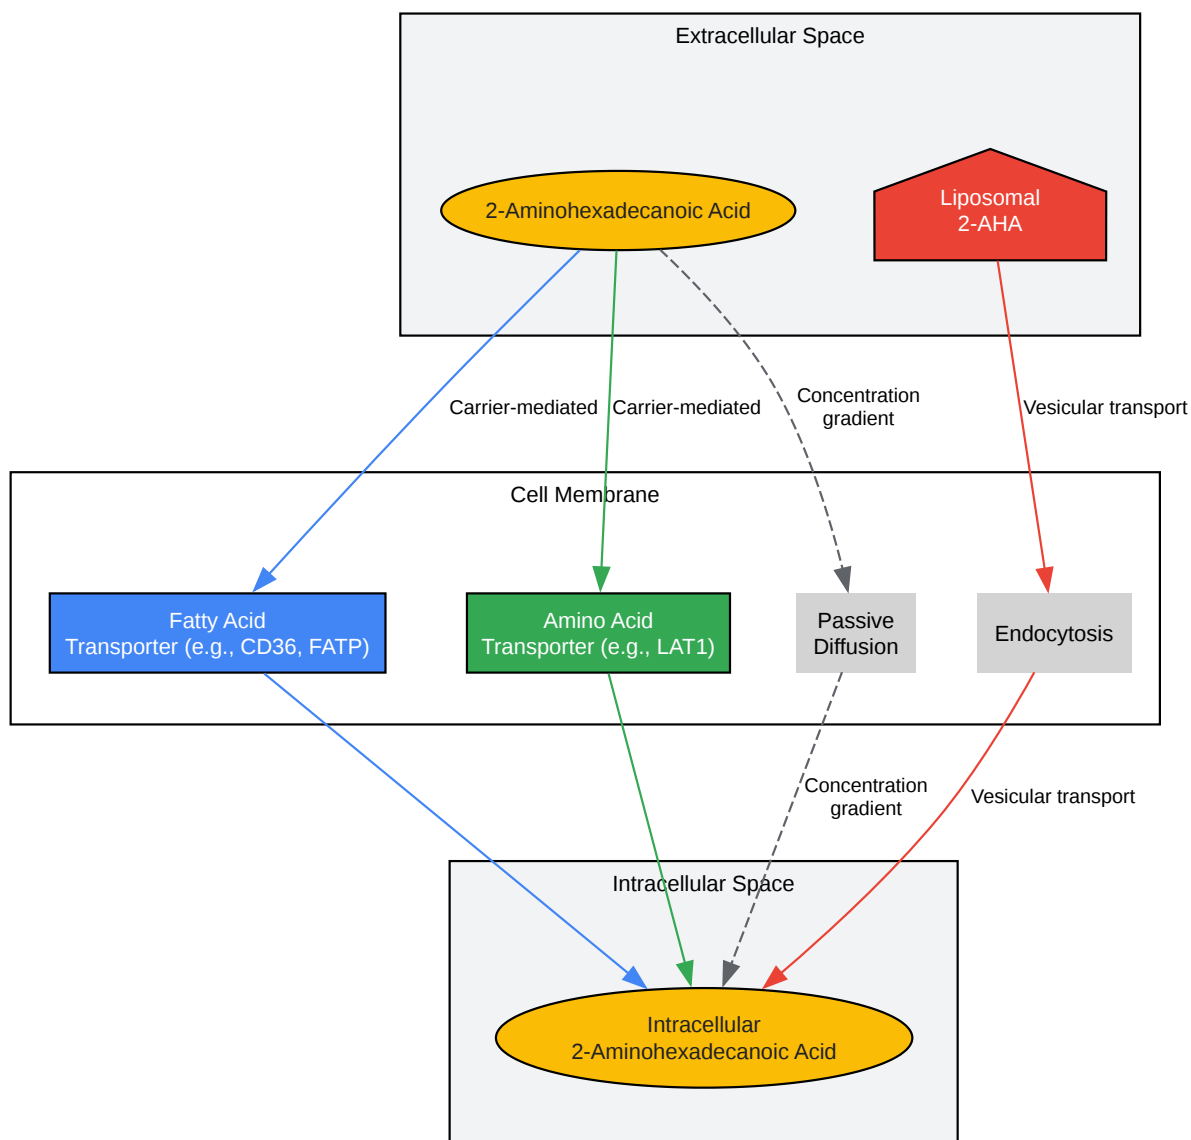 Extracellular Space
2-Aminohexadecanoic Acid
Liposomal
2-AHA
Carrier-mediated
Carrier-mediated
Concentration
gradient
Vesicular transport
Cell Membrane
Fatty Acid
Transporter (e.g., CD36, FATP)
Amino Acid
Transporter (e.g., LAT1)
Passive
Diffusion
Endocytosis
Concentration
gradient
Vesicular transport
Intracellular Space
Intracellular
2-Aminohexadecanoic Acid